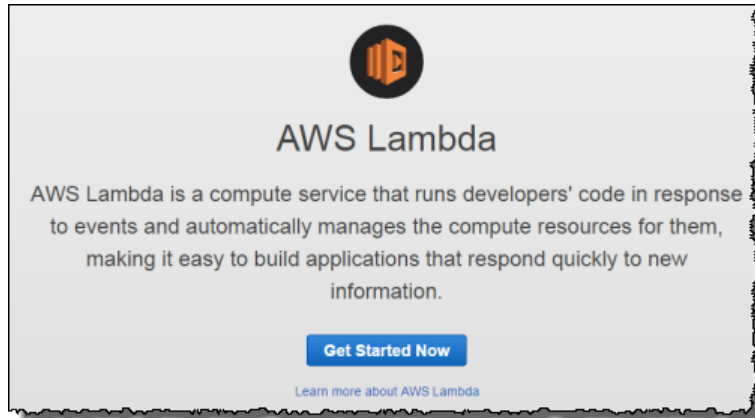 AWS Lambda
AWS Lambda is a compute service that runs developers' code in response
to events and automatically manages the compute resources for them,
making it easy to build applications that respond quickly to new
information.
Get Started Now
Learn more about AWS Lambda